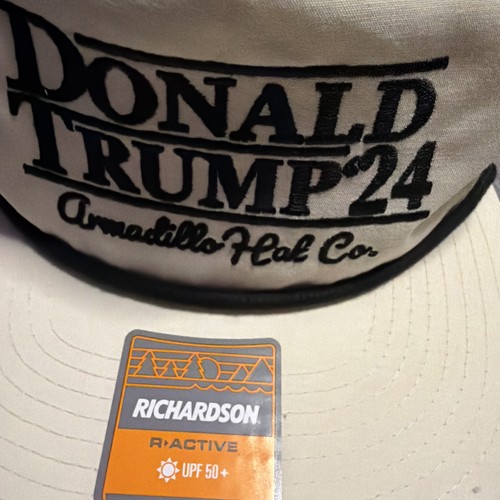 DONALD
TRUMP '24
Armadillo Hat Co.
RICHARDSON
R▸ACTIVE
UPF 50+